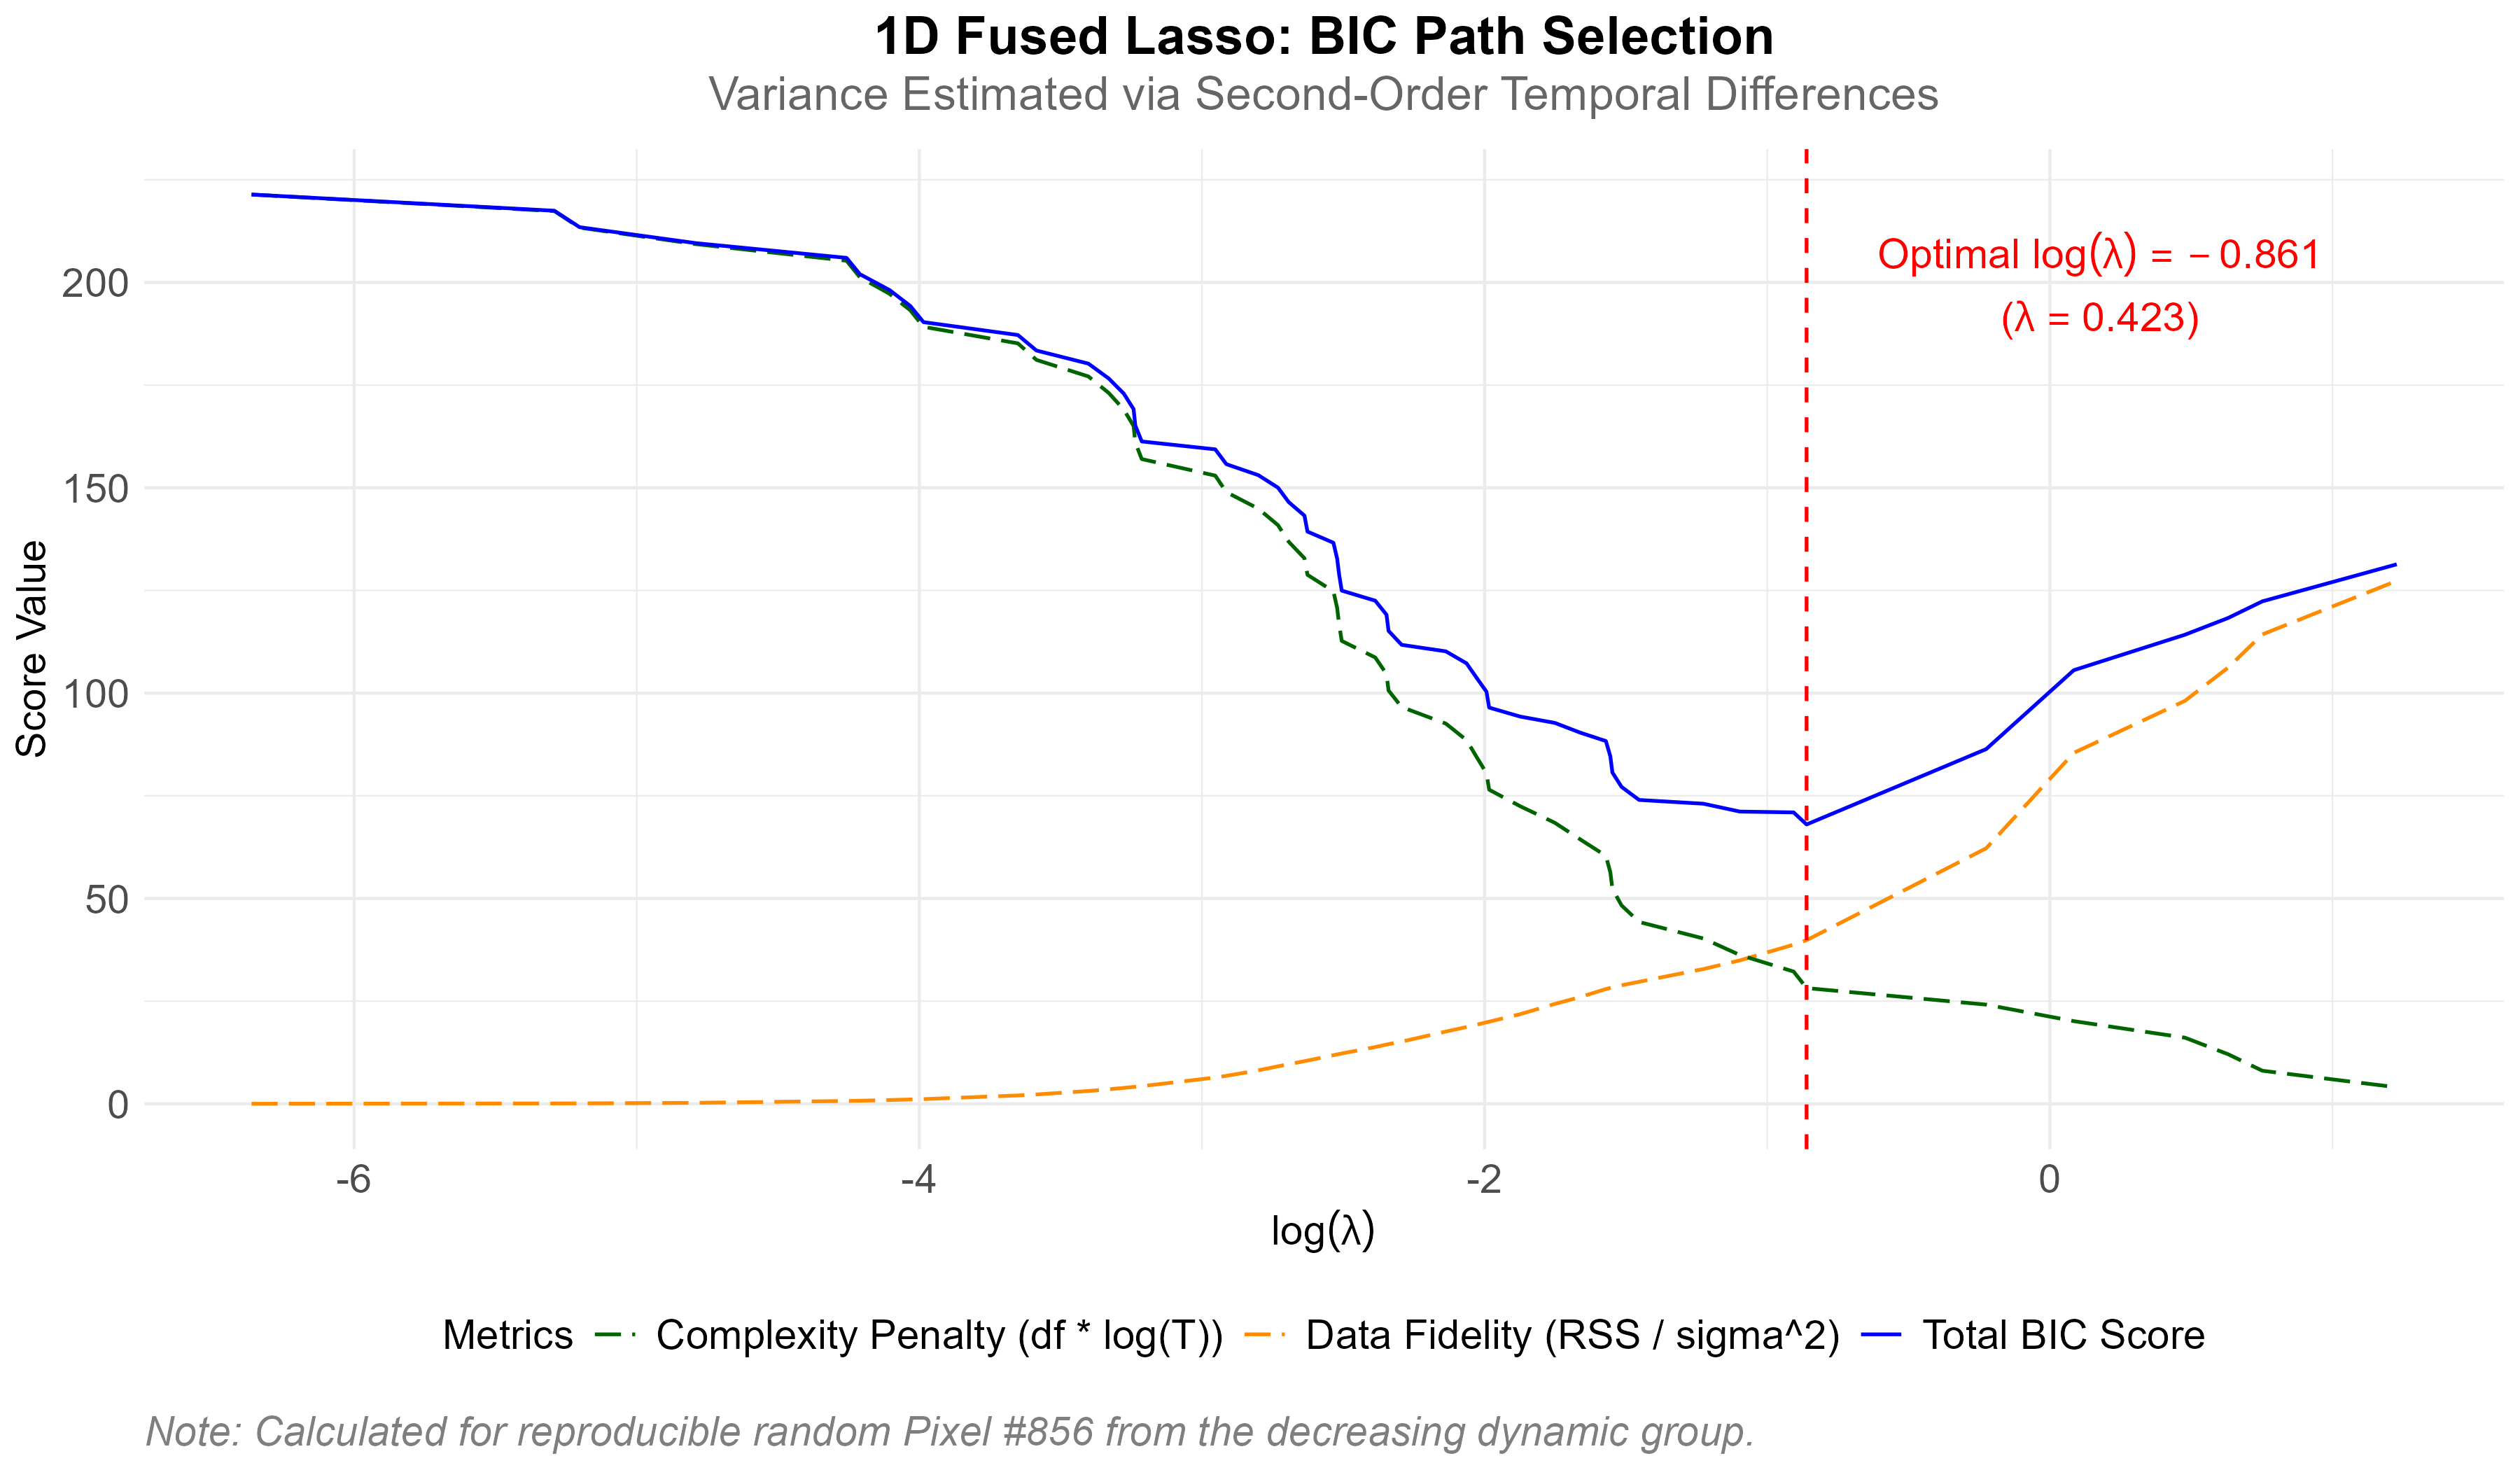 1D Fused Lasso: BIC Path Selection
Variance Estimated via Second-Order Temporal Differences
Optimal log(λ) = − 0.861
(λ = 0.423)
Score Value
200
150
100
50
0
-6 -4 -2 0
log(λ)
Metrics Complexity Penalty (df * log(T)) Data Fidelity (RSS / sigma^2) Total BIC Score
Note: Calculated for reproducible random Pixel #856 from the decreasing dynamic group.